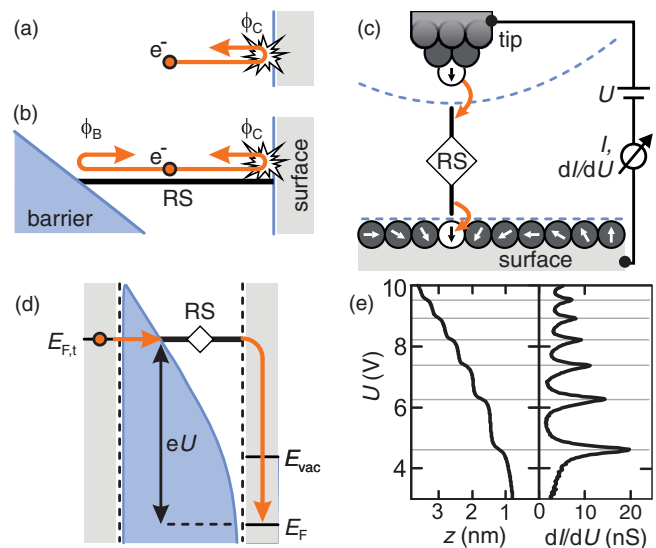 (a)
ϕC
e-
(b)
ϕB
ϕC
e-
RS
barrier
surface
(c)
tip
U
RS
I,
dI/dU
surface
(d)
RS
EF,t
eU
Evac
EF
(e)
10
8
6
4
U (V)
3 2 1
z (nm)
0 10 20
dI/dU (nS)